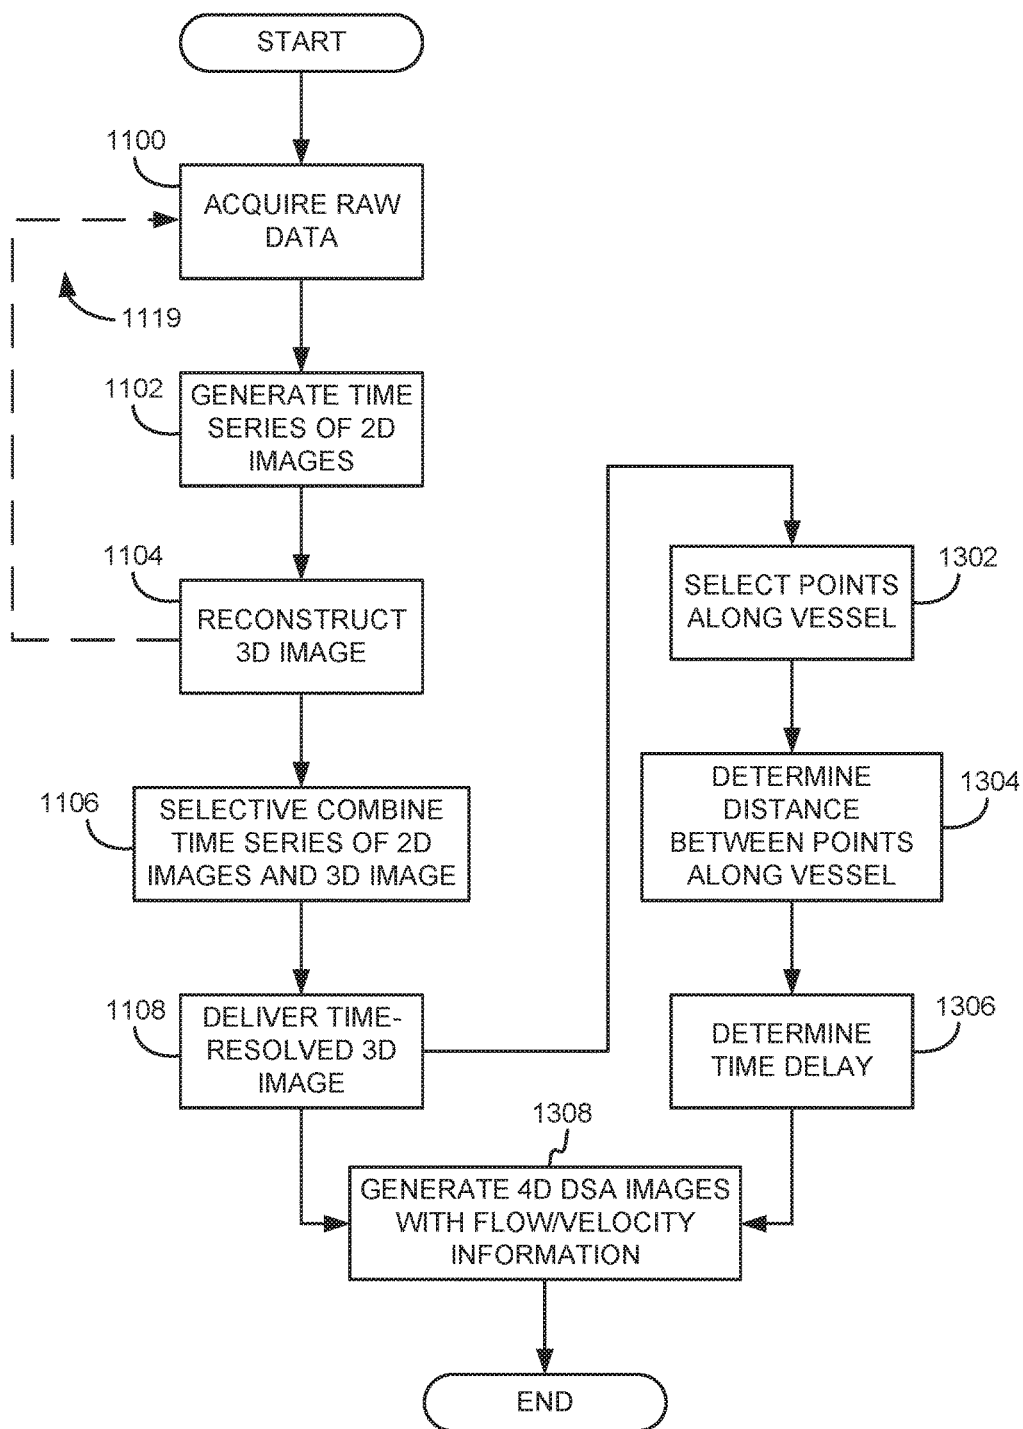 START
1100
ACQUIRE RAW
DATA
1119
1102
GENERATE TIME
SERIES OF 2D
IMAGES
1104
RECONSTRUCT
3D IMAGE
1106
SELECTIVE COMBINE
TIME SERIES OF 2D
IMAGES AND 3D IMAGE
1108
DELIVER TIME-
RESOLVED 3D
IMAGE
1302
SELECT POINTS
ALONG VESSEL
1304
DETERMINE
DISTANCE
BETWEEN POINTS
ALONG VESSEL
1306
DETERMINE
TIME DELAY
1308
GENERATE 4D DSA IMAGES
WITH FLOW/VELOCITY
INFORMATION
END